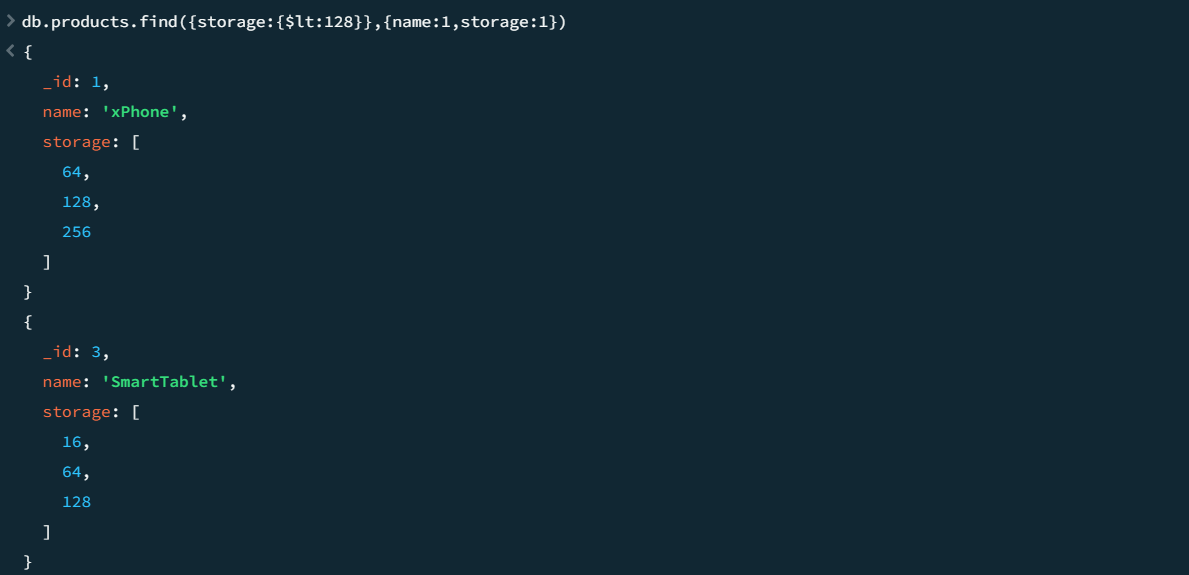 > db.products.find({storage:{$lt:128}},{name:1,storage:1})
< {
_id: 1,
name: 'xPhone',
storage: [
64,
128,
256
]
}
{
_id: 3,
name: 'SmartTablet',
storage: [
16,
64,
128
]
}